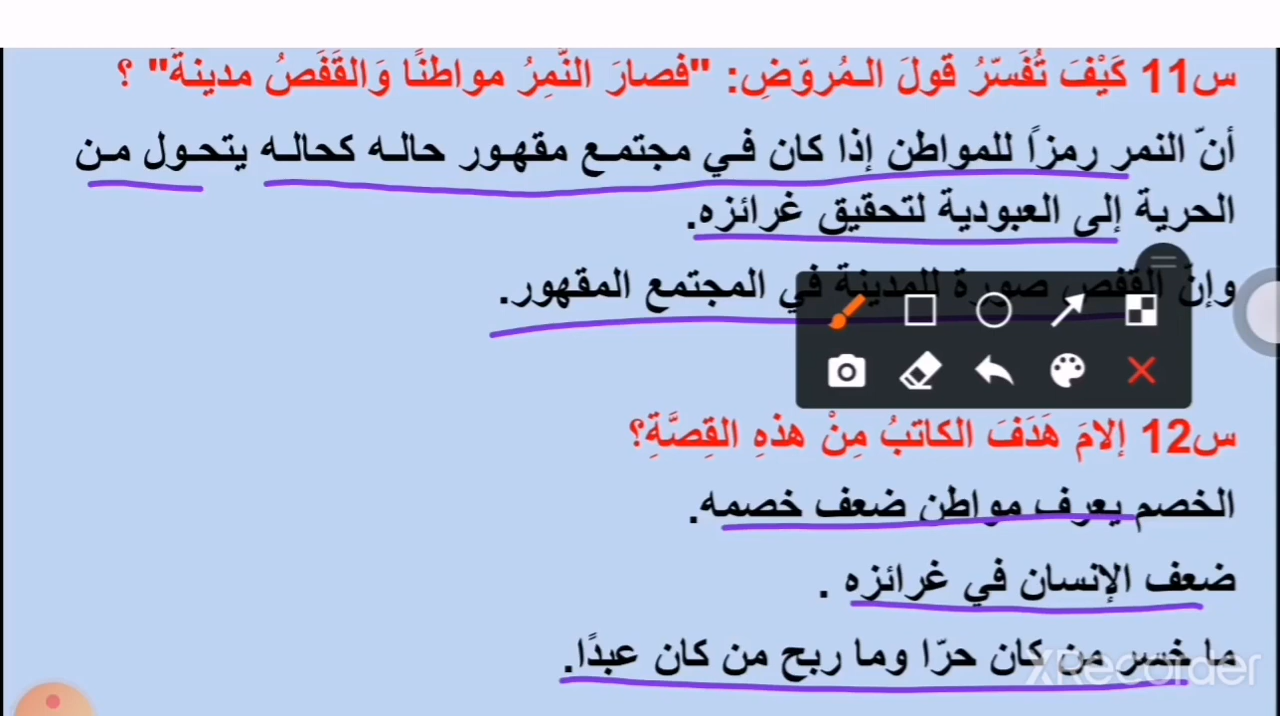 س11 كَيْفَ تُفَسّرُ قولَ الـمُروّضِ: "فصارَ النَّمِرُ مواطنًا وَالقَفَصُ مدينةً" ؟
أنّ النمر رمزاً للمواطن إذا كان في مجتمع مقهور حاله كحاله يتحول من
الحرية إلى العبودية لتحقيق غرائزه.
وإنّ القفص صورة للمدينة في المجتمع المقهور.
س12 إلامَ هَدَفَ الكاتبُ مِنْ هذهِ القِصَّةِ؟
الخصم يعرف مواطن ضعف خصمه.
ضعف الإنسان في غرائزه .
ما خسر من كان حرّا وما ربح من كان عبدًا.
XRecorder